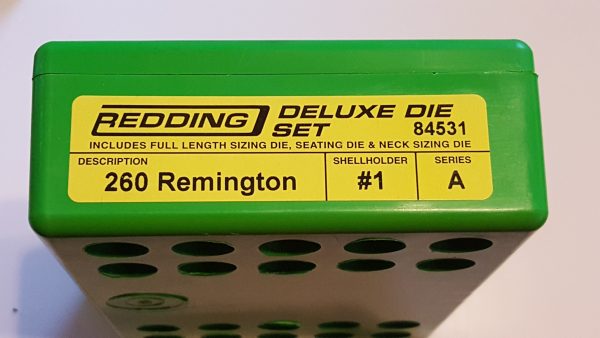 REDDING DELUXE DIE SET 84531
INCLUDES FULL LENGTH SIZING DIE, SEATING DIE & NECK SIZING DIE
DESCRIPTION SHELLHOLDER SERIES
260 Remington #1 A